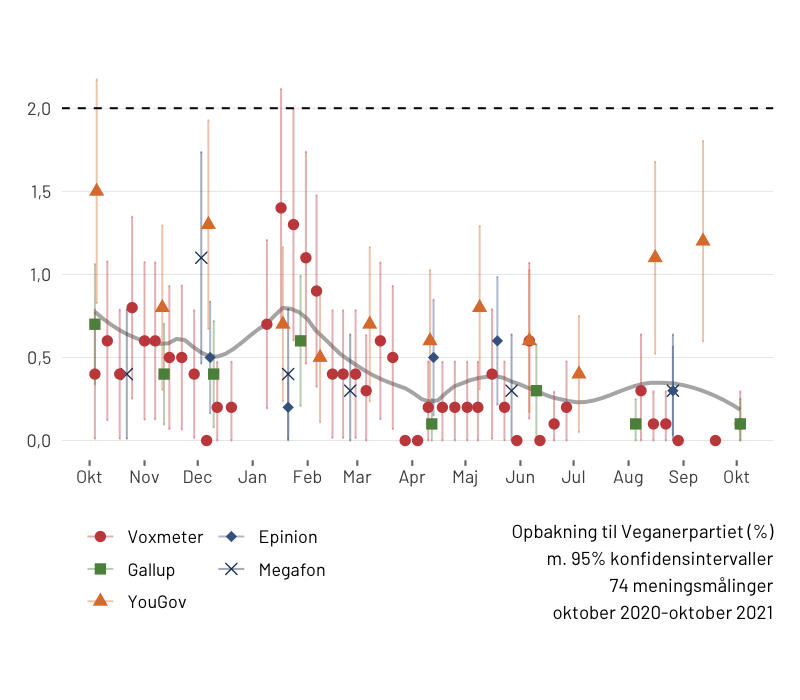 2,0
1,5
1,0
0,5
0,0
Okt Nov Dec Jan Feb Mar Apr Maj Jun Jul Aug Sep Okt
Voxmeter Epinion
Gallup Megafon
YouGov
Opbakning til Veganerpartiet (%)
m. 95% konfidensintervaller
74 meningsmålinger
oktober 2020-oktober 2021